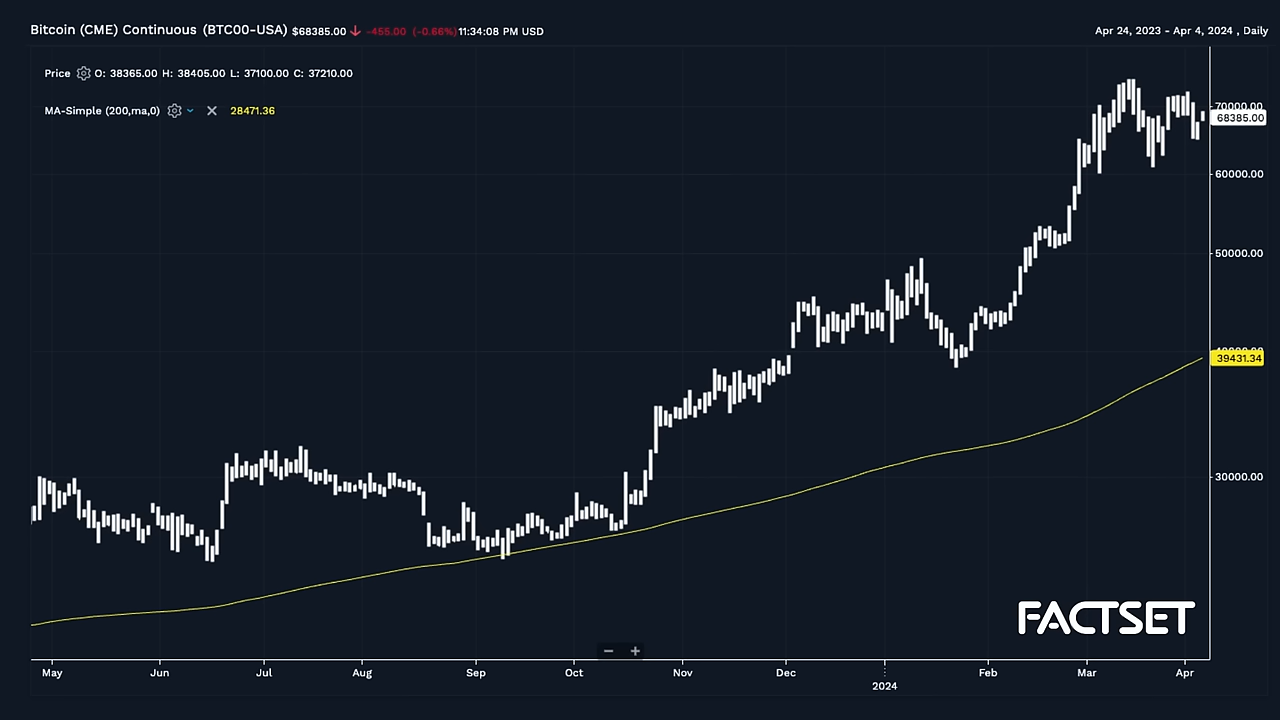 Bitcoin (CME) Continuous (BTC00-USA) $68385.00 -455.00 (-0.66%) 11:34:08 PM USD
Apr 24, 2023 - Apr 4, 2024 , Daily
Price O: 38365.00 H: 38405.00 L: 37100.00 C: 37210.00
MA-Simple (200,ma,0) 28471.36
70000.00
68385.00
60000.00
50000.00
39431.34
30000.00
FACTSET
May Jun Jul Aug Sep Oct Nov Dec Feb Mar Apr
2024